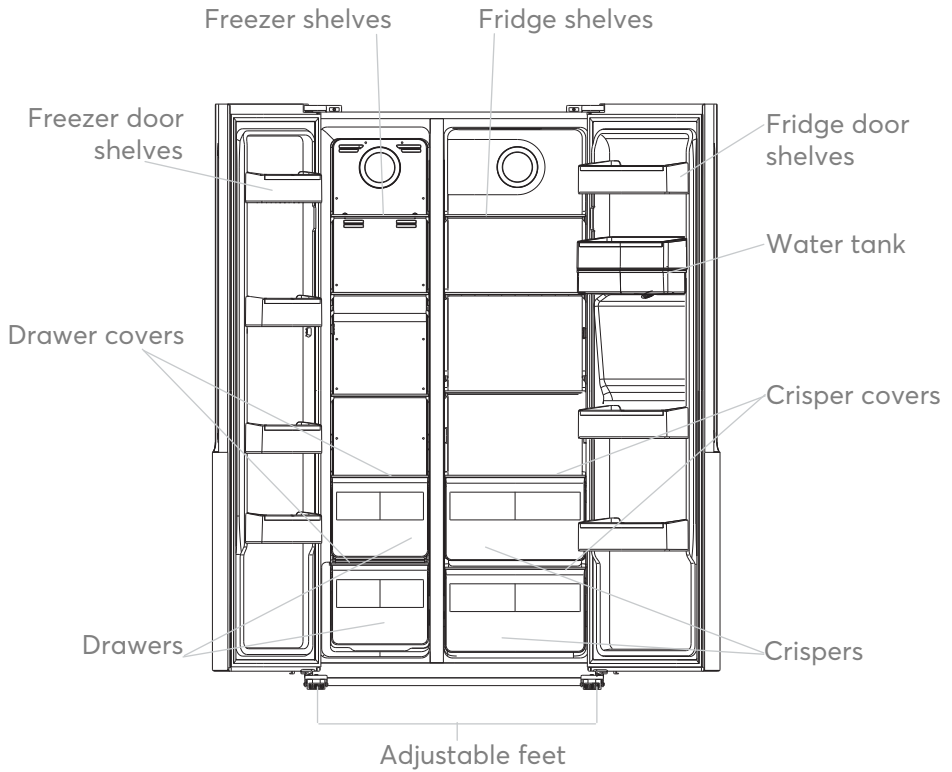 Freezer shelves
Fridge shelves
Freezer door
shelves
Fridge door
shelves
Water tank
Drawer covers
Crisper covers
Drawers
Crispers
Adjustable feet